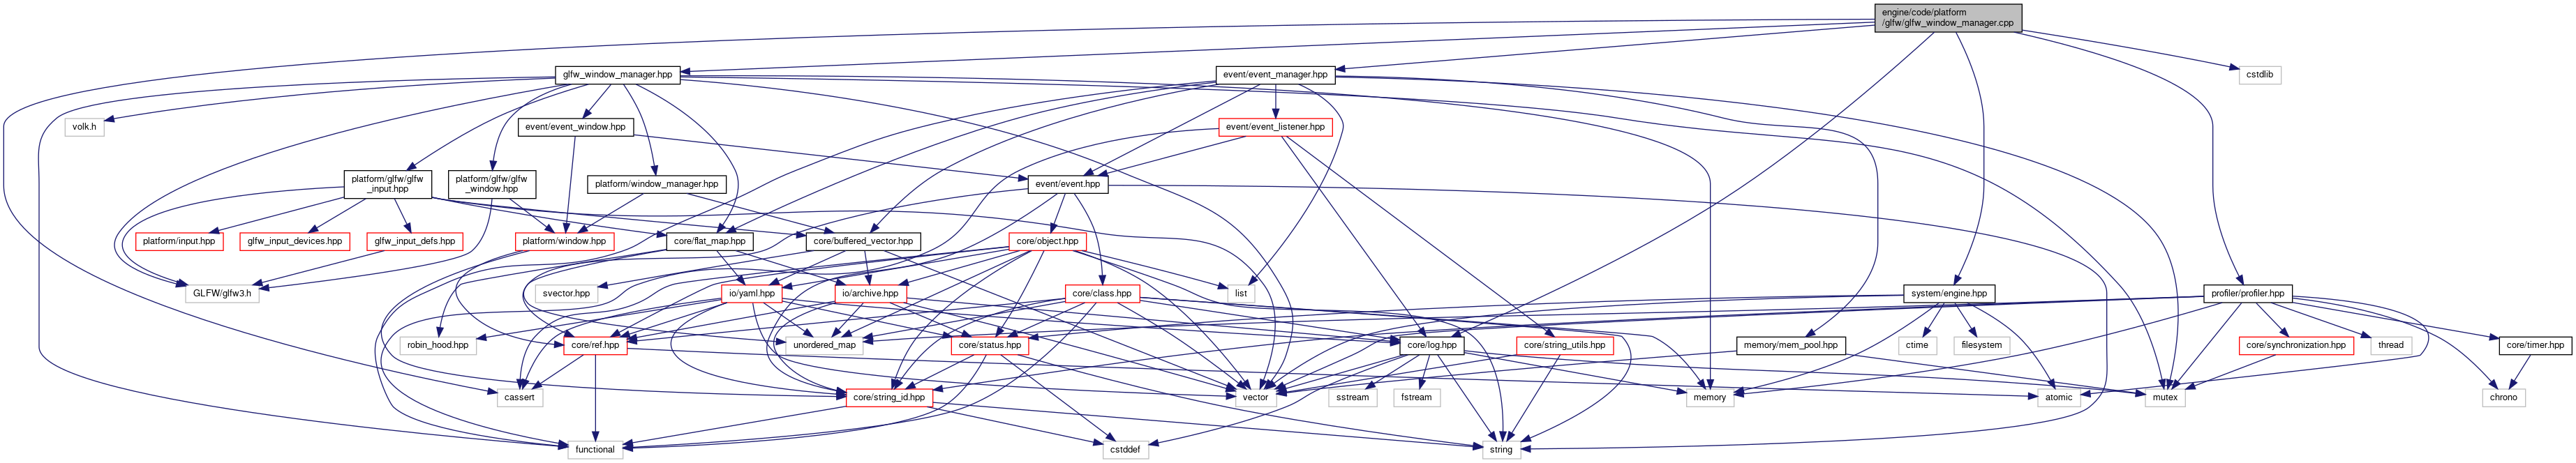 engine/code/platform
/glfw/glfw_window_manager.cpp
glfw_window_manager.hpp
event/event_manager.hpp
cstdlib
volk.h
event/event_window.hpp
event/event_listener.hpp
platform/glfw/glfw
_input.hpp
platform/glfw/glfw
_window.hpp
platform/window_manager.hpp
event/event.hpp
platform/input.hpp
glfw_input_devices.hpp
glfw_input_defs.hpp
platform/window.hpp
core/flat_map.hpp
core/buffered_vector.hpp
core/object.hpp
GLFW/glfw3.h
svector.hpp
io/yaml.hpp
io/archive.hpp
core/class.hpp
list
system/engine.hpp
profiler/profiler.hpp
robin_hood.hpp
core/ref.hpp
unordered_map
core/status.hpp
core/log.hpp
core/string_utils.hpp
memory/mem_pool.hpp
ctime
filesystem
core/synchronization.hpp
thread
core/timer.hpp
cassert
core/string_id.hpp
vector
sstream
fstream
memory
atomic
mutex
chrono
functional
cstddef
string